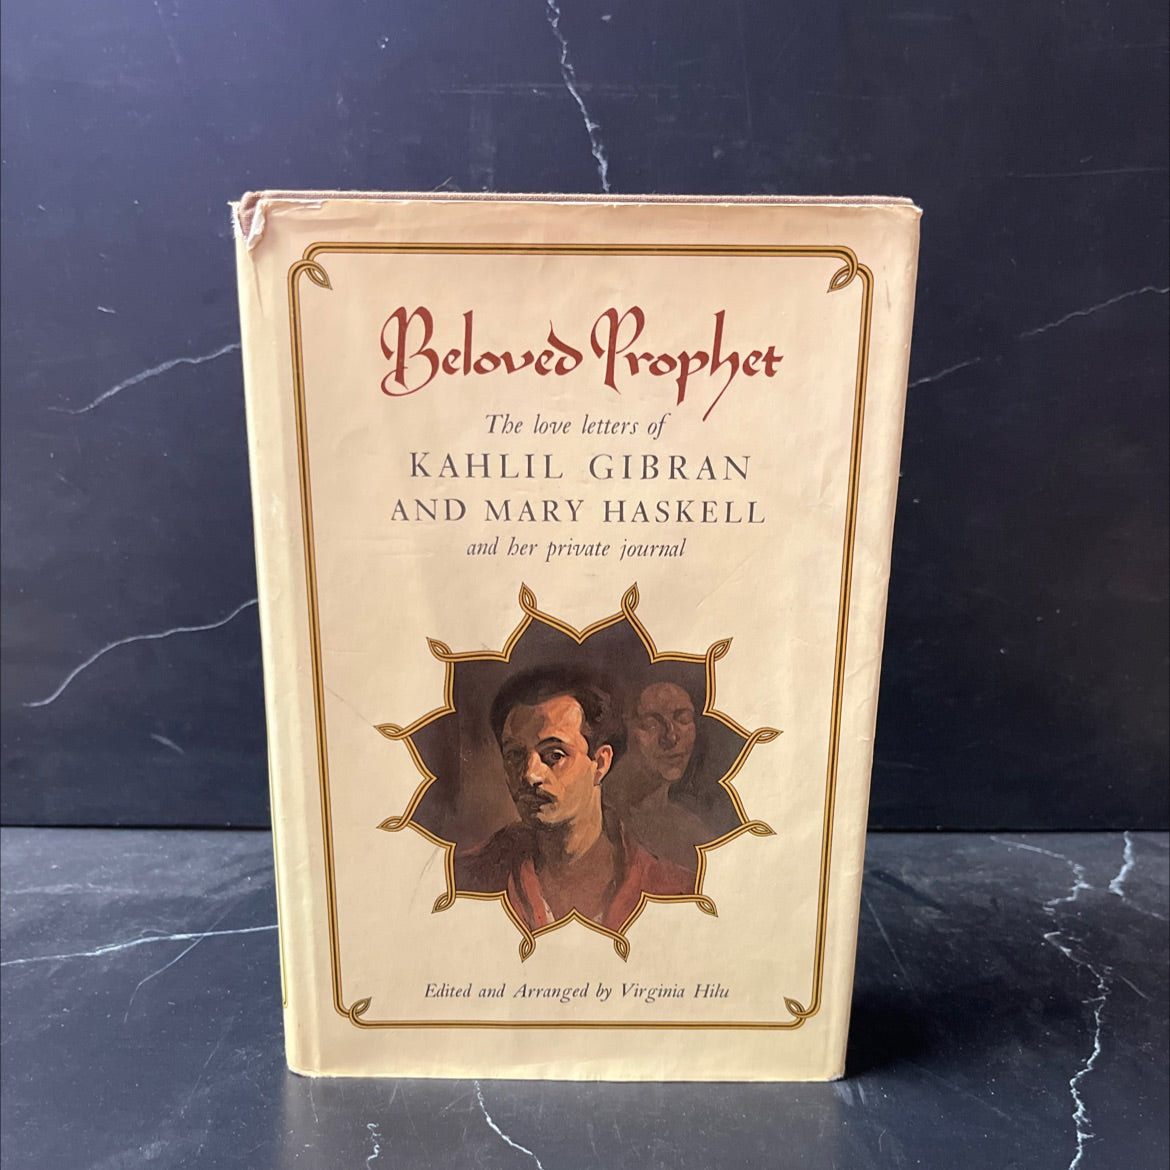 Beloved Prophet
The love letters of
KAHLIL GIBRAN
AND MARY HASKELL
and her private journal
Edited and Arranged by Virginia Hilu